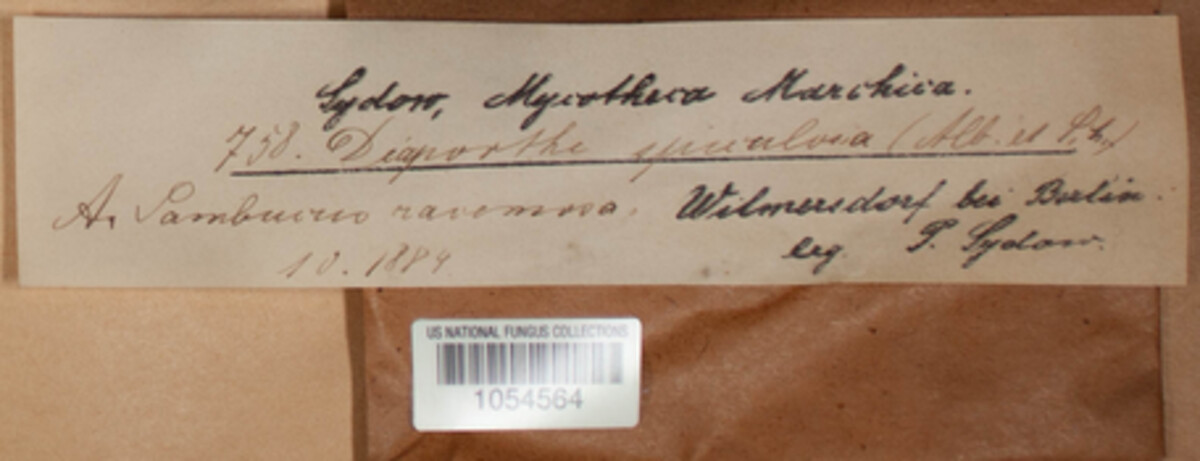 Sydow, Mycotheca Marchica.
758. Diaporthe spiculosa (Alb. et Sch.)
A. Sambucus racemosa. Wilmersdorf bei Berlin.
10. 1884 leg. P. Sydow.
US NATIONAL FUNGUS COLLECTIONS
1054564